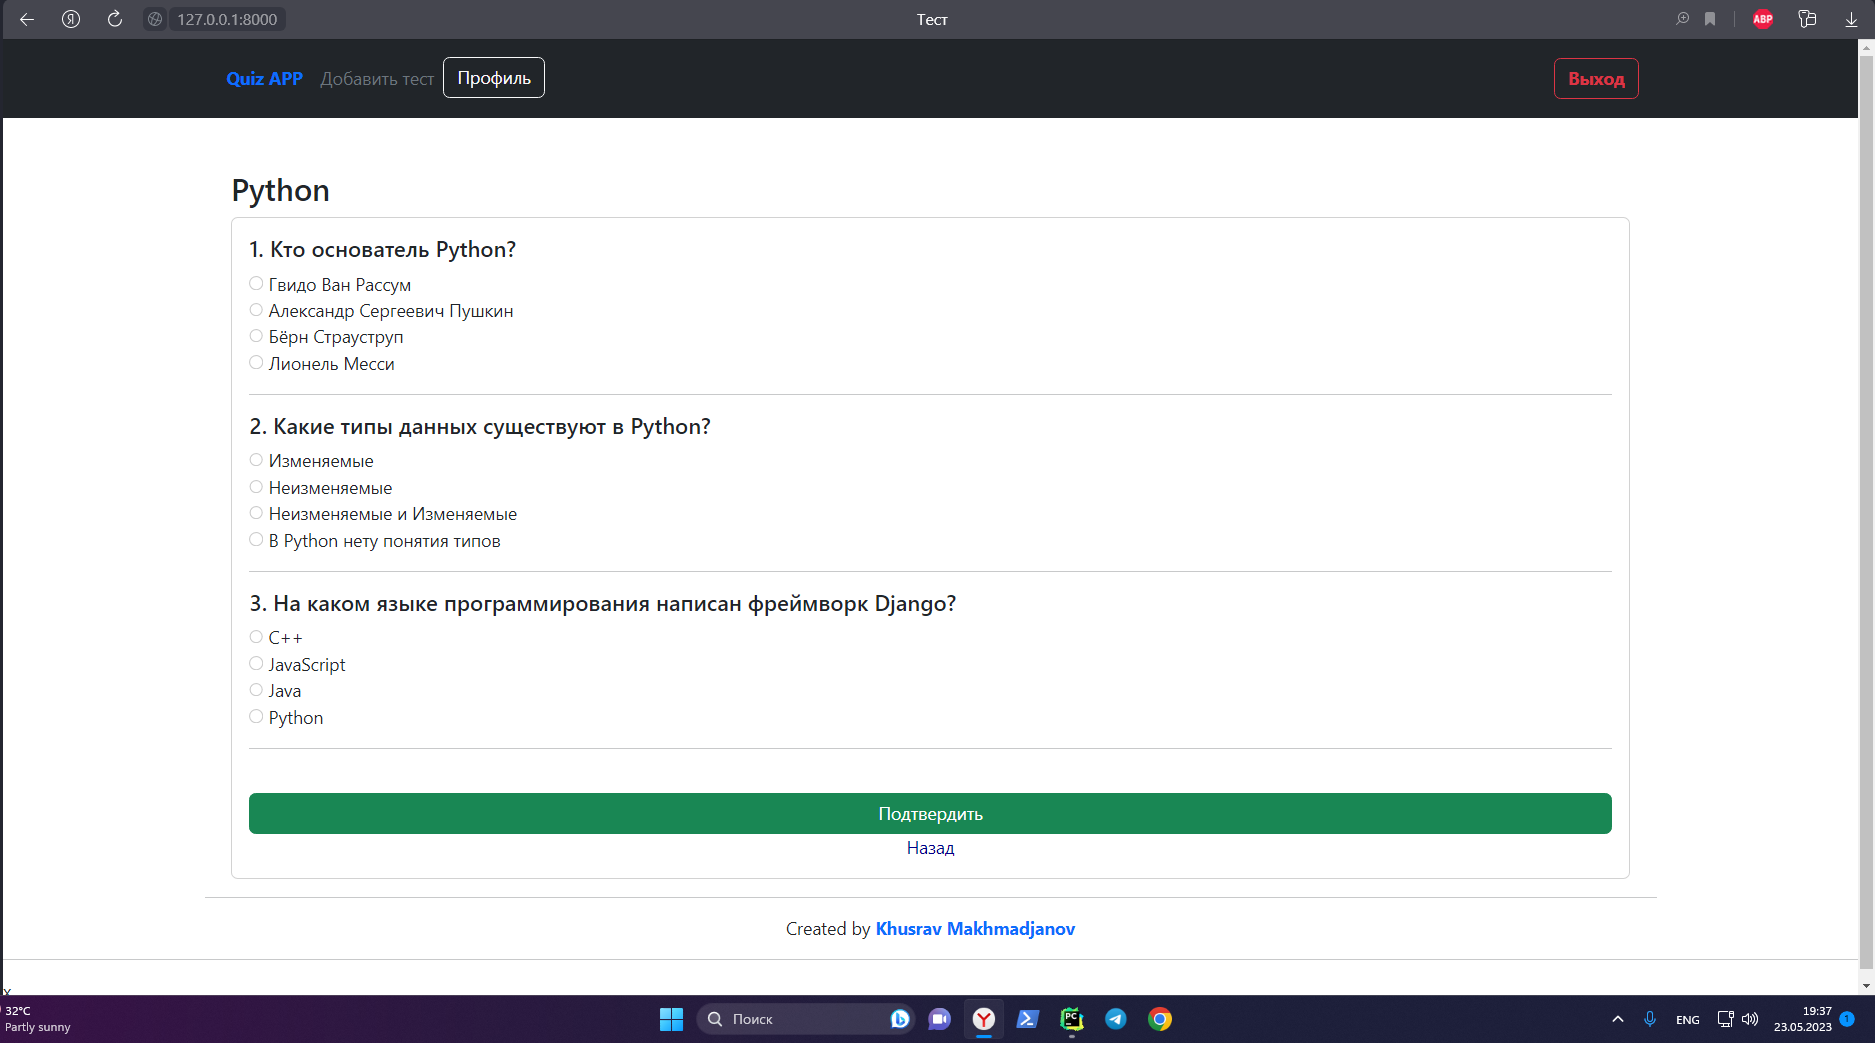 127.0.0.1:8000
Тест
ABP
Quiz APP
Добавить тест
Профиль
Выход
Python
1. Кто основатель Python?
Гвидо Ван Рассум
Александр Сергеевич Пушкин
Бёрн Страуструп
Лионель Месси
2. Какие типы данных существуют в Python?
Изменяемые
Неизменяемые
Неизменяемые и Изменяемые
В Python нету понятия типов
3. На каком языке программирования написан фреймворк Django?
C++
JavaScript
Java
Python
Подтвердить
Назад
Created by Khusrav Makhmadjanov
x
32°C
Partly sunny
Поиск
PC
ENG
19:37
23.05.2023
1